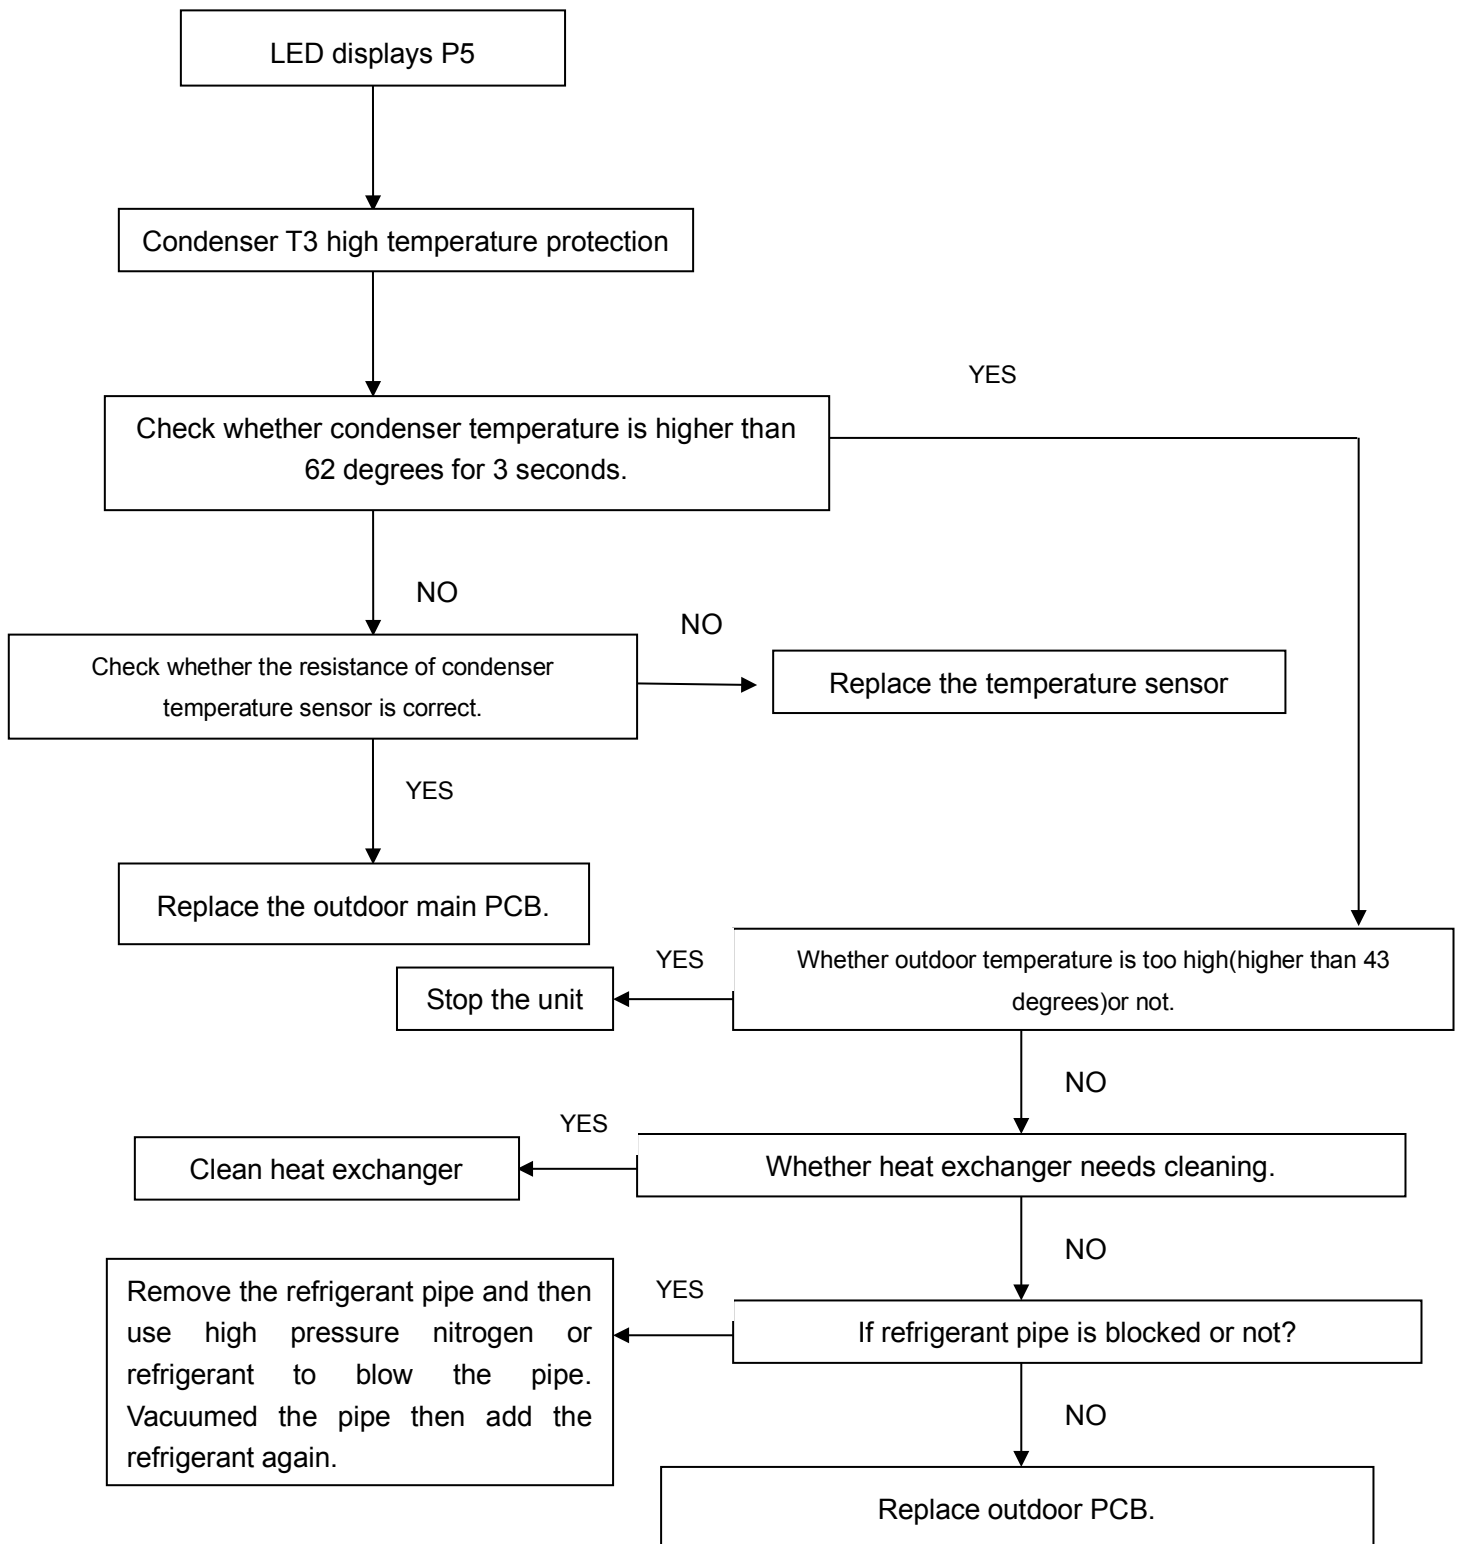 LED displays P5
Condenser T3 high temperature protection
YES
Check whether condenser temperature is higher than
62 degrees for 3 seconds.
NO
NO
Check whether the resistance of condenser
temperature sensor is correct.
Replace the temperature sensor
YES
Replace the outdoor main PCB.
YES
Whether outdoor temperature is too high(higher than 43
degrees)or not.
Stop the unit
NO
YES
Clean heat exchanger
Whether heat exchanger needs cleaning.
NO
Remove the refrigerant pipe and then
use high pressure nitrogen or
refrigerant to blow the pipe.
Vacuumed the pipe then add the
refrigerant again.
YES
If refrigerant pipe is blocked or not?
NO
Replace outdoor PCB.